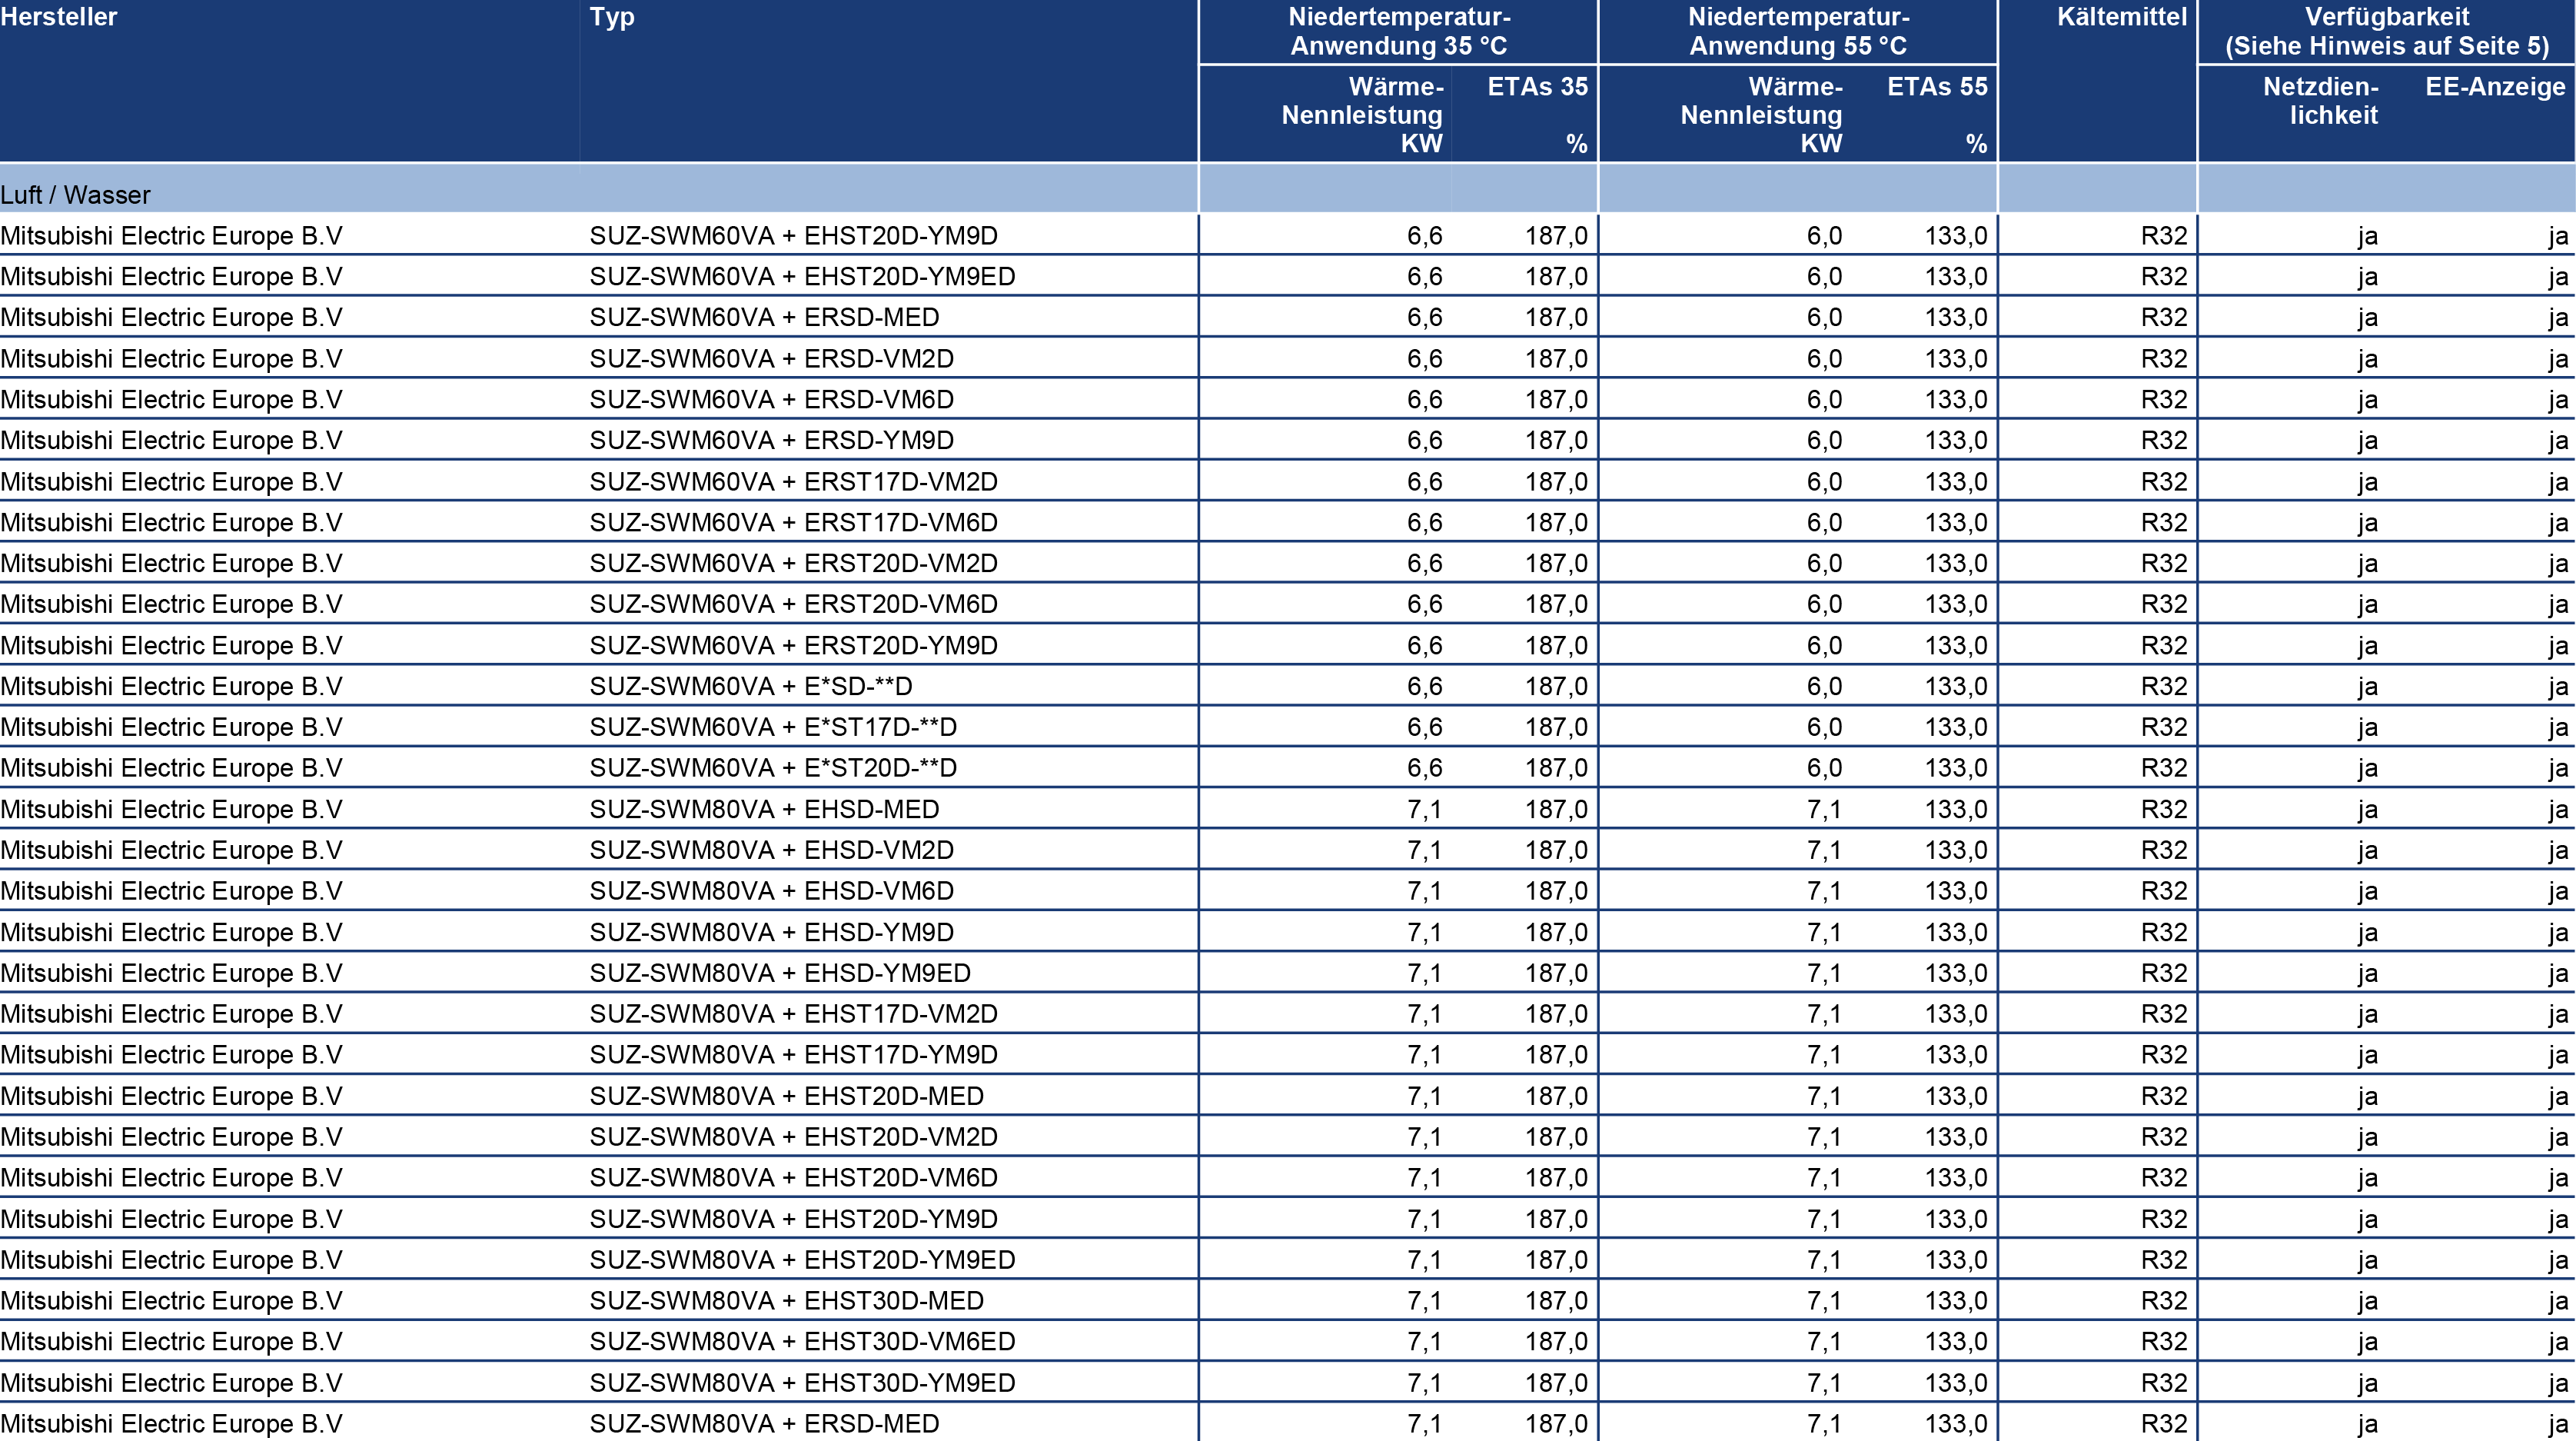 Hersteller Typ Niedertemperatur- Niedertemperatur- Kältemittel Verfügbarkeit
Anwendung 35 °C Anwendung 55 °C (Siehe Hinweis auf Seite 5)
Wärme- ETAs 35 Wärme- ETAs 55 Netzdien- EE-Anzeige
Nennleistung Nennleistung lichkeit
KW % KW %
Luft / Wasser
Mitsubishi Electric Europe B.V SUZ-SWM60VA + EHST20D-YM9D 6,6 187,0 6,0 133,0 R32 ja ja
Mitsubishi Electric Europe B.V SUZ-SWM60VA + EHST20D-YM9ED 6,6 187,0 6,0 133,0 R32 ja ja
Mitsubishi Electric Europe B.V SUZ-SWM60VA + ERSD-MED 6,6 187,0 6,0 133,0 R32 ja ja
Mitsubishi Electric Europe B.V SUZ-SWM60VA + ERSD-VM2D 6,6 187,0 6,0 133,0 R32 ja ja
Mitsubishi Electric Europe B.V SUZ-SWM60VA + ERSD-VM6D 6,6 187,0 6,0 133,0 R32 ja ja
Mitsubishi Electric Europe B.V SUZ-SWM60VA + ERSD-YM9D 6,6 187,0 6,0 133,0 R32 ja ja
Mitsubishi Electric Europe B.V SUZ-SWM60VA + ERST17D-VM2D 6,6 187,0 6,0 133,0 R32 ja ja
Mitsubishi Electric Europe B.V SUZ-SWM60VA + ERST17D-VM6D 6,6 187,0 6,0 133,0 R32 ja ja
Mitsubishi Electric Europe B.V SUZ-SWM60VA + ERST20D-VM2D 6,6 187,0 6,0 133,0 R32 ja ja
Mitsubishi Electric Europe B.V SUZ-SWM60VA + ERST20D-VM6D 6,6 187,0 6,0 133,0 R32 ja ja
Mitsubishi Electric Europe B.V SUZ-SWM60VA + ERST20D-YM9D 6,6 187,0 6,0 133,0 R32 ja ja
Mitsubishi Electric Europe B.V SUZ-SWM60VA + E*SD-**D 6,6 187,0 6,0 133,0 R32 ja ja
Mitsubishi Electric Europe B.V SUZ-SWM60VA + E*ST17D-**D 6,6 187,0 6,0 133,0 R32 ja ja
Mitsubishi Electric Europe B.V SUZ-SWM60VA + E*ST20D-**D 6,6 187,0 6,0 133,0 R32 ja ja
Mitsubishi Electric Europe B.V SUZ-SWM80VA + EHSD-MED 7,1 187,0 7,1 133,0 R32 ja ja
Mitsubishi Electric Europe B.V SUZ-SWM80VA + EHSD-VM2D 7,1 187,0 7,1 133,0 R32 ja ja
Mitsubishi Electric Europe B.V SUZ-SWM80VA + EHSD-VM6D 7,1 187,0 7,1 133,0 R32 ja ja
Mitsubishi Electric Europe B.V SUZ-SWM80VA + EHSD-YM9D 7,1 187,0 7,1 133,0 R32 ja ja
Mitsubishi Electric Europe B.V SUZ-SWM80VA + EHSD-YM9ED 7,1 187,0 7,1 133,0 R32 ja ja
Mitsubishi Electric Europe B.V SUZ-SWM80VA + EHST17D-VM2D 7,1 187,0 7,1 133,0 R32 ja ja
Mitsubishi Electric Europe B.V SUZ-SWM80VA + EHST17D-YM9D 7,1 187,0 7,1 133,0 R32 ja ja
Mitsubishi Electric Europe B.V SUZ-SWM80VA + EHST20D-MED 7,1 187,0 7,1 133,0 R32 ja ja
Mitsubishi Electric Europe B.V SUZ-SWM80VA + EHST20D-VM2D 7,1 187,0 7,1 133,0 R32 ja ja
Mitsubishi Electric Europe B.V SUZ-SWM80VA + EHST20D-VM6D 7,1 187,0 7,1 133,0 R32 ja ja
Mitsubishi Electric Europe B.V SUZ-SWM80VA + EHST20D-YM9D 7,1 187,0 7,1 133,0 R32 ja ja
Mitsubishi Electric Europe B.V SUZ-SWM80VA + EHST20D-YM9ED 7,1 187,0 7,1 133,0 R32 ja ja
Mitsubishi Electric Europe B.V SUZ-SWM80VA + EHST30D-MED 7,1 187,0 7,1 133,0 R32 ja ja
Mitsubishi Electric Europe B.V SUZ-SWM80VA + EHST30D-VM6ED 7,1 187,0 7,1 133,0 R32 ja ja
Mitsubishi Electric Europe B.V SUZ-SWM80VA + EHST30D-YM9ED 7,1 187,0 7,1 133,0 R32 ja ja
Mitsubishi Electric Europe B.V SUZ-SWM80VA + ERSD-MED 7,1 187,0 7,1 133,0 R32 ja ja